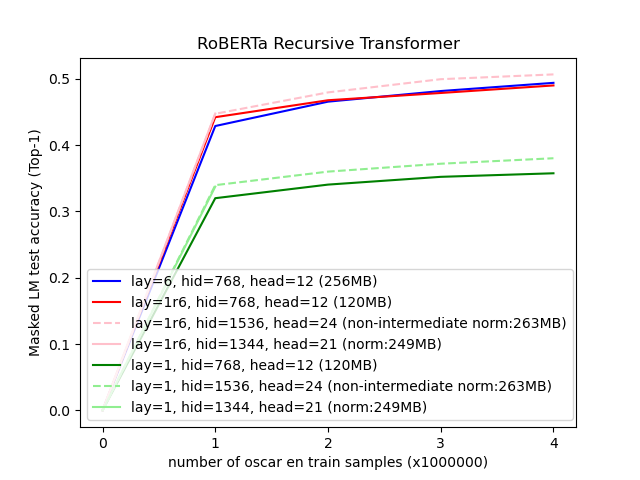 RoBERTa Recursive Transformer
Masked LM test accuracy (Top-1)
0.5
0.4
0.3
0.2
0.1
0.0
lay=6, hid=768, head=12 (256MB)
lay=1r6, hid=768, head=12 (120MB)
lay=1r6, hid=1536, head=24 (non-intermediate norm:263MB)
lay=1r6, hid=1344, head=21 (norm:249MB)
lay=1, hid=768, head=12 (120MB)
lay=1, hid=1536, head=24 (non-intermediate norm:263MB)
lay=1, hid=1344, head=21 (norm:249MB)
0 1 2 3 4
number of oscar en train samples (x1000000)